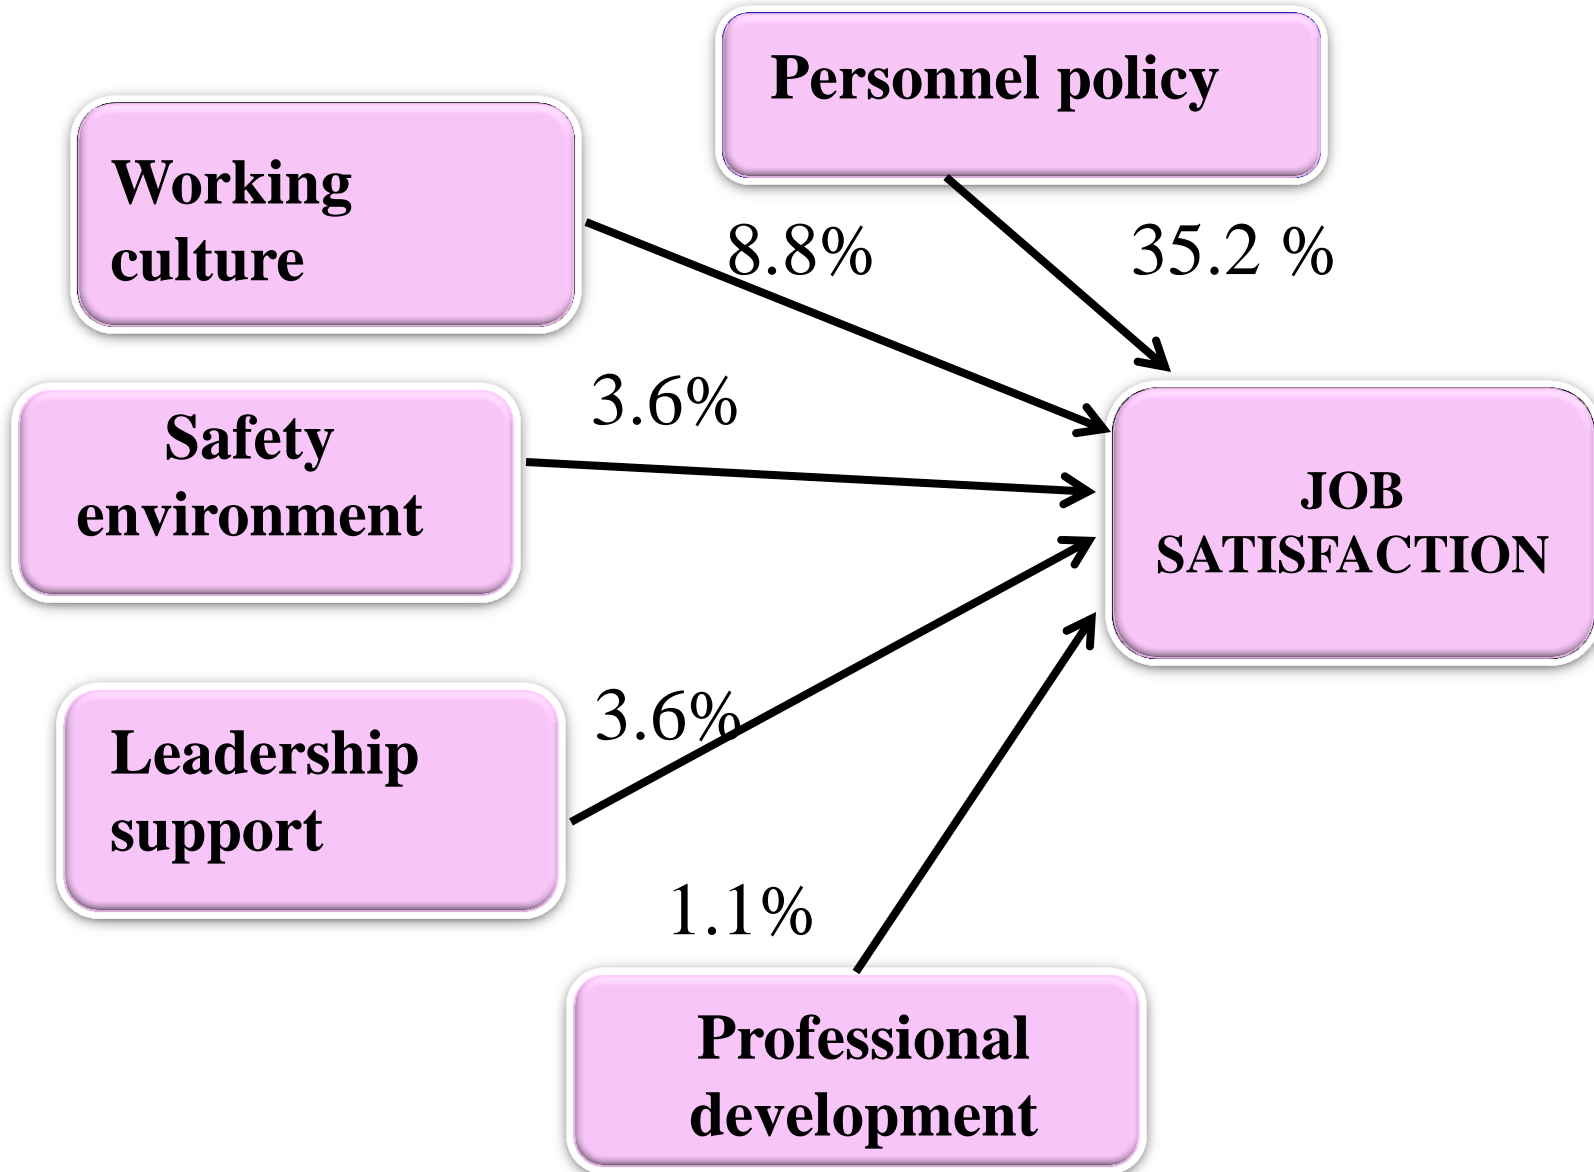 Personnel policy
Working
culture
8.8%
35.2 %
3.6%
Safety
environment
JOB
SATISFACTION
3.6%
Leadership
support
1.1%
Professional
development